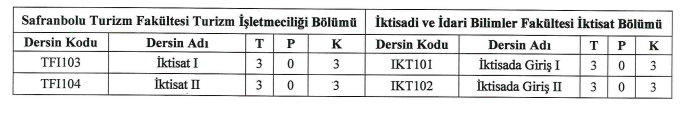 Safranbolu Turizm Fakültesi Turizm İşletmeciliği Bölümü İktisadi ve İdari Bilimler Fakültesi İktisat Bölümü
Dersin Kodu Dersin Adı T P K Dersin Kodu Dersin Adı T P K
TFI103 İktisat I 3 0 3 IKT101 İktisada Giriş I 3 0 3
TFI104 İktisat II 3 0 3 IKT102 İktisada Giriş II 3 0 3